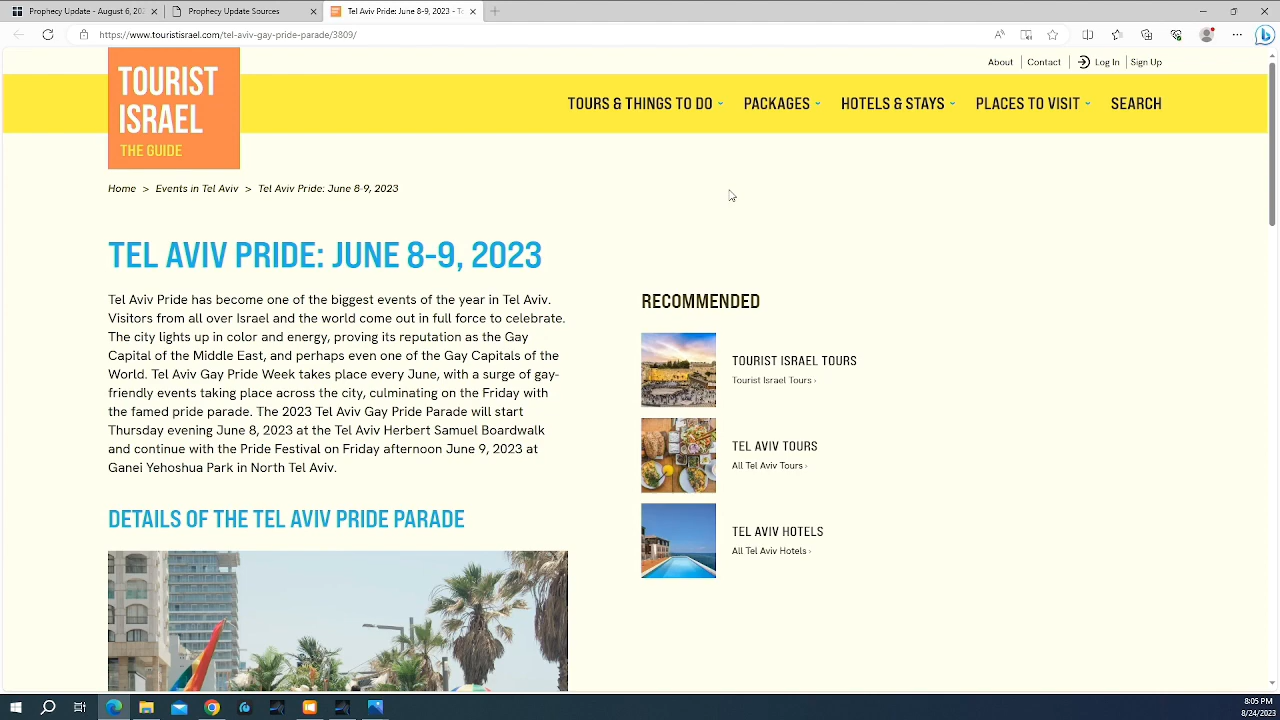 Prophecy Update - August 6, 202
Prophecy Update Sources
Tel Aviv Pride: June 8-9, 2023 - T
https://www.touristisrael.com/tel-aviv-gay-pride-parade/3809/
About
Contact
Log In
Sign Up
TOURIST
ISRAEL
THE GUIDE
TOURS & THINGS TO DO
PACKAGES
HOTELS & STAYS
PLACES TO VISIT
SEARCH
Home > Events in Tel Aviv > Tel Aviv Pride: June 8-9, 2023
TEL AVIV PRIDE: JUNE 8-9, 2023
Tel Aviv Pride has become one of the biggest events of the year in Tel Aviv.
Visitors from all over Israel and the world come out in full force to celebrate.
The city lights up in color and energy, proving its reputation as the Gay
Capital of the Middle East, and perhaps even one of the Gay Capitals of the
World. Tel Aviv Gay Pride Week takes place every June, with a surge of gay-
friendly events taking place across the city, culminating on the Friday with
the famed pride parade. The 2023 Tel Aviv Gay Pride Parade will start
Thursday evening June 8, 2023 at the Tel Aviv Herbert Samuel Boardwalk
and continue with the Pride Festival on Friday afternoon June 9, 2023 at
Ganei Yehoshua Park in North Tel Aviv.
DETAILS OF THE TEL AVIV PRIDE PARADE
RECOMMENDED
TOURIST ISRAEL TOURS
Tourist Israel Tours ›
TEL AVIV TOURS
All Tel Aviv Tours ›
TEL AVIV HOTELS
All Tel Aviv Hotels ›
8:05 PM
8/24/2023